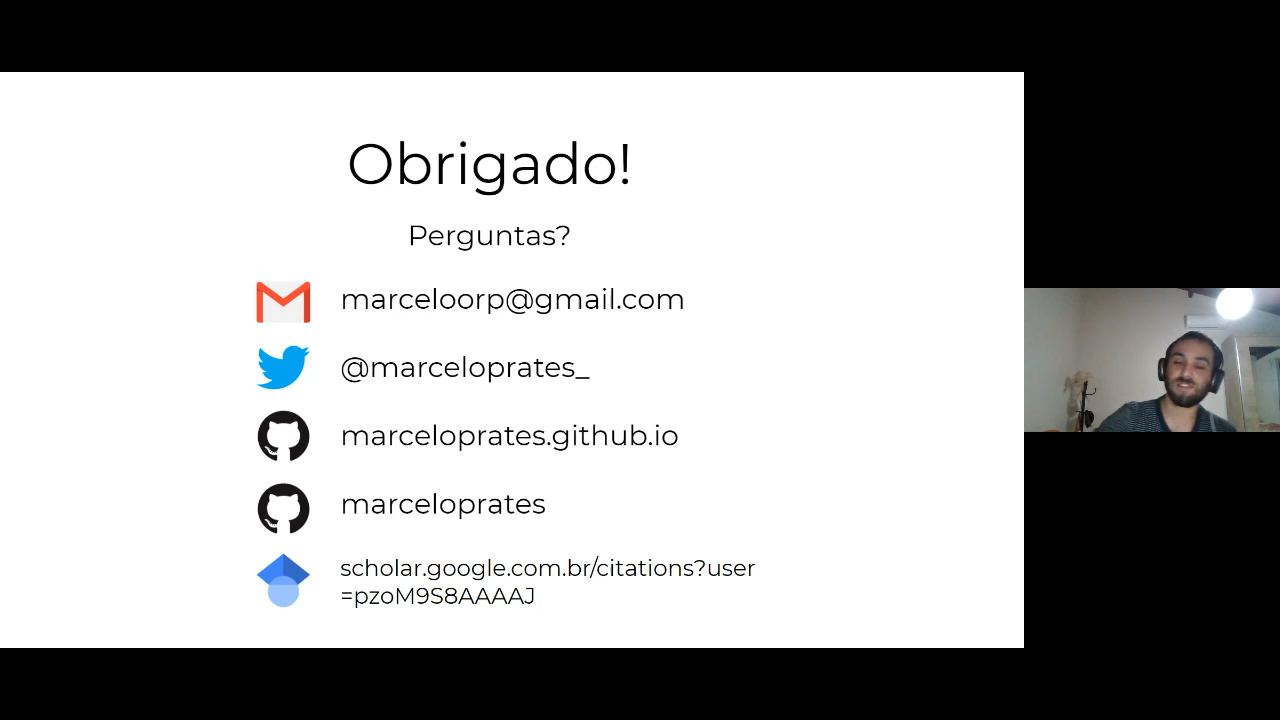 Obrigado!
Perguntas?
marceloorp@gmail.com
@marceloprates_
marceloprates.github.io
marceloprates
scholar.google.com.br/citations?user
=pzoM9S8AAAAJ